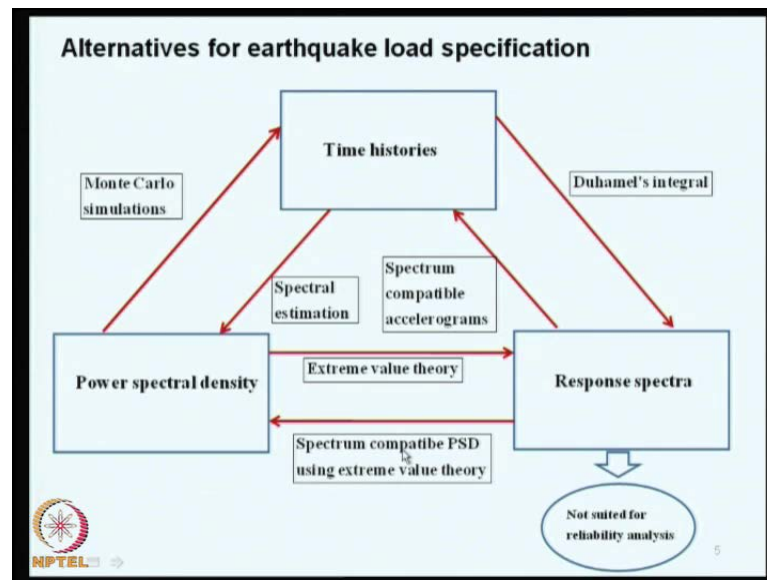 Alternatives for earthquake load specification
Time histories
Monte Carlo
simulations
Duhamel's integral
Spectral
estimation
Spectrum
compatible
accelerograms
Power spectral density
Extreme value theory
Response spectra
Spectrum compatibe PSD
using extreme value theory
Not suited for
reliability analysis
NPTEL
5